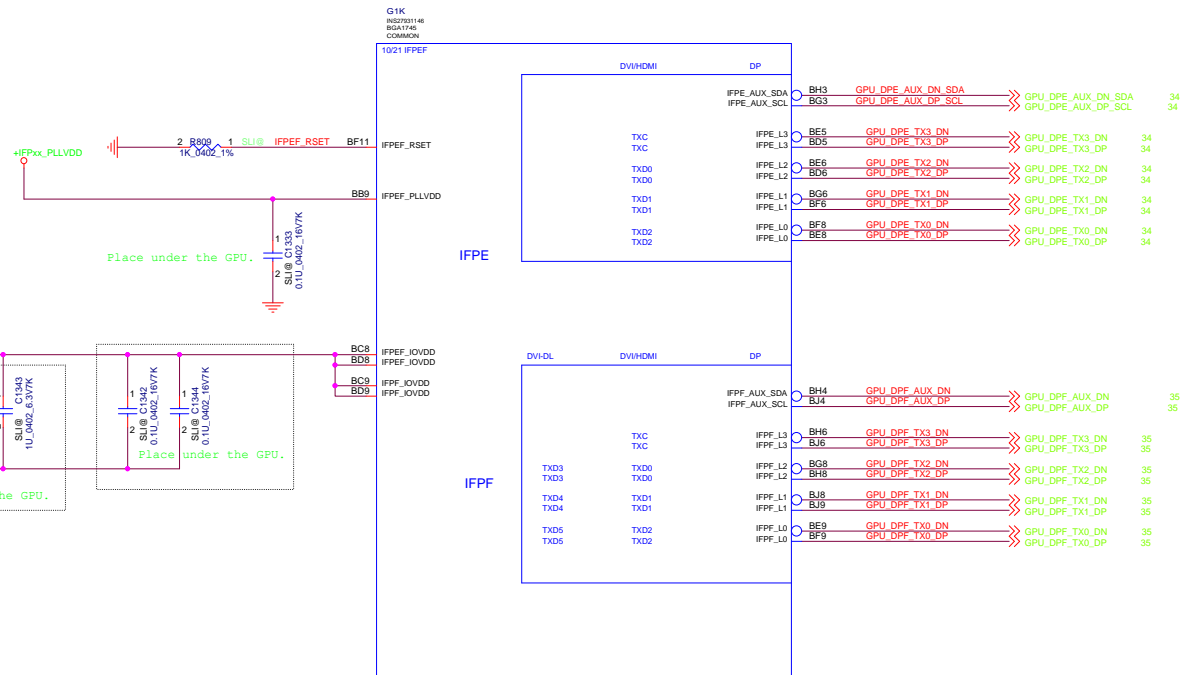 G1K
INS27931146
BGA1745
COMMON
10/21 IFPEF
DVI/HDMI DP
IFPE_AUX_SDA BH3 GPU_DPE_AUX_DN_SDA GPU_DPE_AUX_DN_SDA 34
IFPE_AUX_SCL BG3 GPU_DPE_AUX_DP_SCL GPU_DPE_AUX_DP_SCL 34
TXC IFPE_L3 BE5 GPU_DPE_TX3_DN GPU_DPE_TX3_DN 34
TXC IFPE_L3 BD5 GPU_DPE_TX3_DP GPU_DPE_TX3_DP 34
2 R809 1 SLI@ IFPEF_RSET BF11 IFPEF_RSET
1K_0402_1%
+IFPxx_PLLVDD
TXD0 IFPE_L2 BE6 GPU_DPE_TX2_DN GPU_DPE_TX2_DN 34
TXD0 IFPE_L2 BD6 GPU_DPE_TX2_DP GPU_DPE_TX2_DP 34
BB9 IFPEF_PLLVDD
TXD1 IFPE_L1 BG6 GPU_DPE_TX1_DN GPU_DPE_TX1_DN 34
TXD1 IFPE_L1 BF6 GPU_DPE_TX1_DP GPU_DPE_TX1_DP 34
TXD2 IFPE_L0 BF8 GPU_DPE_TX0_DN GPU_DPE_TX0_DN 34
TXD2 IFPE_L0 BE8 GPU_DPE_TX0_DP GPU_DPE_TX0_DP 34
1
2
SLI@ C1333
0.1U_0402_16V7K
Place under the GPU.
IFPE
BC8 IFPEF_IOVDD
BD8 IFPEF_IOVDD
BC9 IFPF_IOVDD
BD9 IFPF_IOVDD
SLI@ C1343
1U_0402_6.3V7K
1
2
SLI@ C1342
0.1U_0402_16V7K
1
2
SLI@ C1344
0.1U_0402_16V7K
Place under the GPU.
he GPU.
DVI-DL DVI/HDMI DP
IFPF_AUX_SDA BH4 GPU_DPF_AUX_DN GPU_DPF_AUX_DN 35
IFPF_AUX_SCL BJ4 GPU_DPF_AUX_DP GPU_DPF_AUX_DP 35
TXC IFPF_L3 BH6 GPU_DPF_TX3_DN GPU_DPF_TX3_DN 35
TXC IFPF_L3 BJ6 GPU_DPF_TX3_DP GPU_DPF_TX3_DP 35
TXD3 TXD0 IFPF_L2 BG8 GPU_DPF_TX2_DN GPU_DPF_TX2_DN 35
TXD3 TXD0 IFPF_L2 BH8 GPU_DPF_TX2_DP GPU_DPF_TX2_DP 35
IFPF
TXD4 TXD1 IFPF_L1 BJ8 GPU_DPF_TX1_DN GPU_DPF_TX1_DN 35
TXD4 TXD1 IFPF_L1 BJ9 GPU_DPF_TX1_DP GPU_DPF_TX1_DP 35
TXD5 TXD2 IFPF_L0 BE9 GPU_DPF_TX0_DN GPU_DPF_TX0_DN 35
TXD5 TXD2 IFPF_L0 BF9 GPU_DPF_TX0_DP GPU_DPF_TX0_DP 35